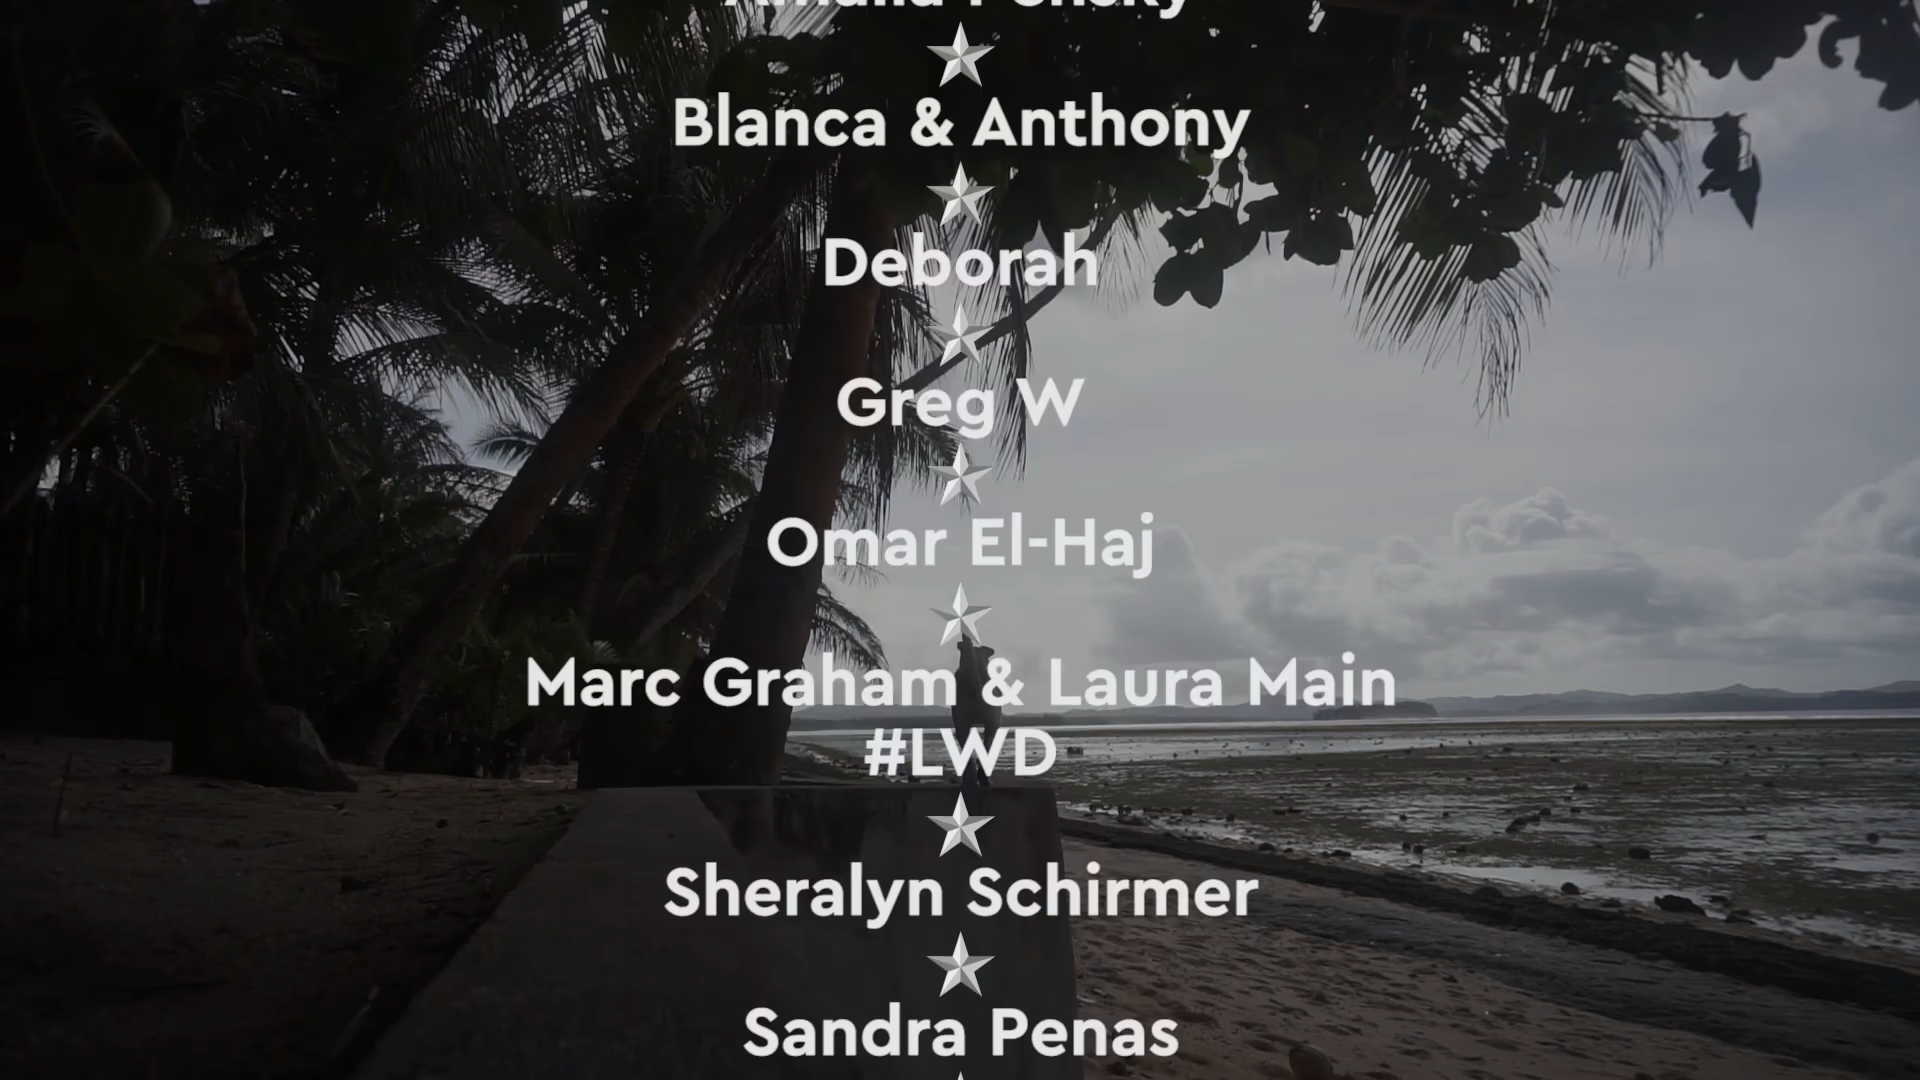 Blanca & Anthony
Deborah
Greg W
Omar El-Haj
Marc Graham & Laura Main
#LWD
Sheralyn Schirmer
Sandra Penas